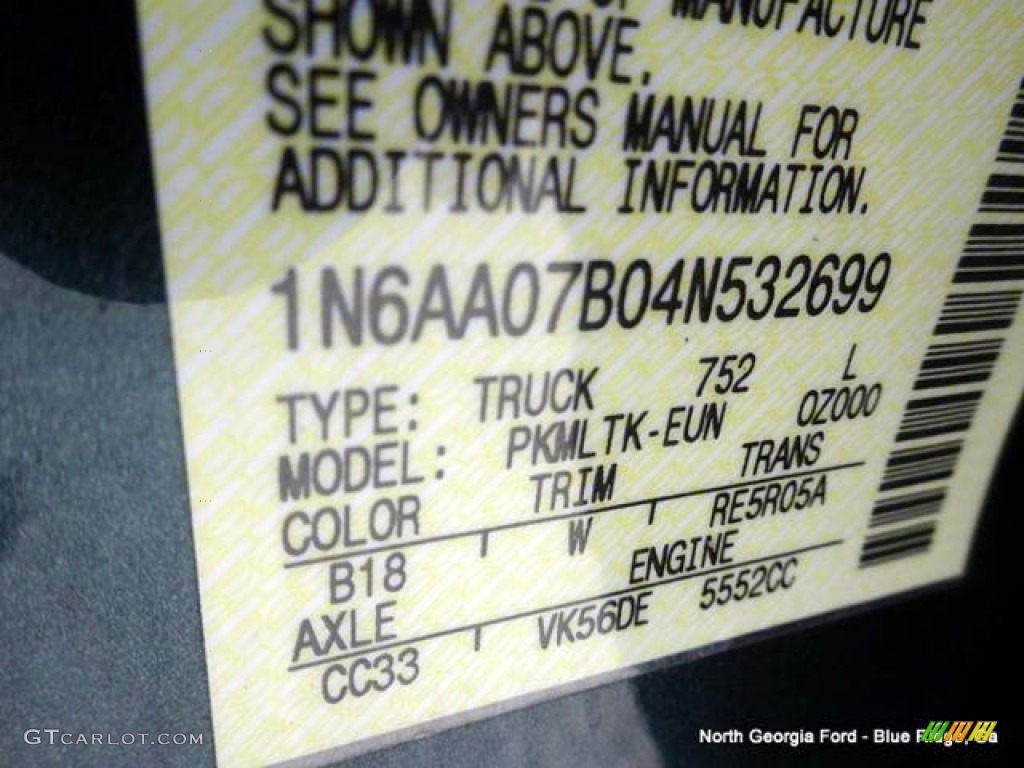 MANUFACTURE
SHOWN ABOVE.
SEE OWNERS MANUAL FOR
ADDITIONAL INFORMATION.
1N6AA07B04N532699
TYPE: TRUCK 752 L
MODEL: PKMLTK-EUN 0Z000
COLOR TRIM TRANS
B18 W RE5R05A
AXLE ENGINE
CC33 VK56DE 5552CC
GTCARLOT.COM
North Georgia Ford - Blue Ridge, Ga